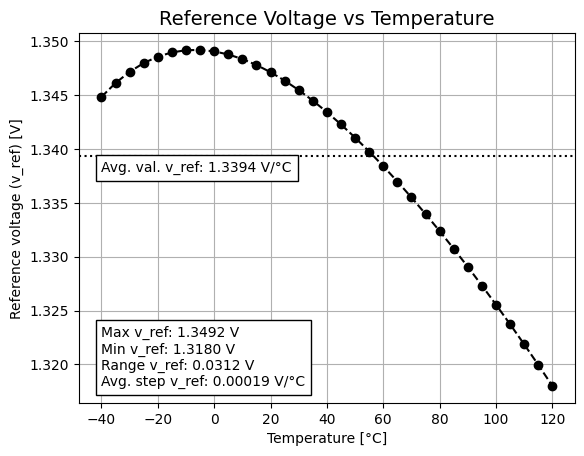 Reference Voltage vs Temperature
1.350
1.345
1.340
1.335
1.330
1.325
1.320
Reference voltage (v_ref) [V]
Avg. val. v_ref: 1.3394 V/°C
Max v_ref: 1.3492 V
Min v_ref: 1.3180 V
Range v_ref: 0.0312 V
Avg. step v_ref: 0.00019 V/°C
−40 −20 0 20 40 60 80 100 120
Temperature [°C]